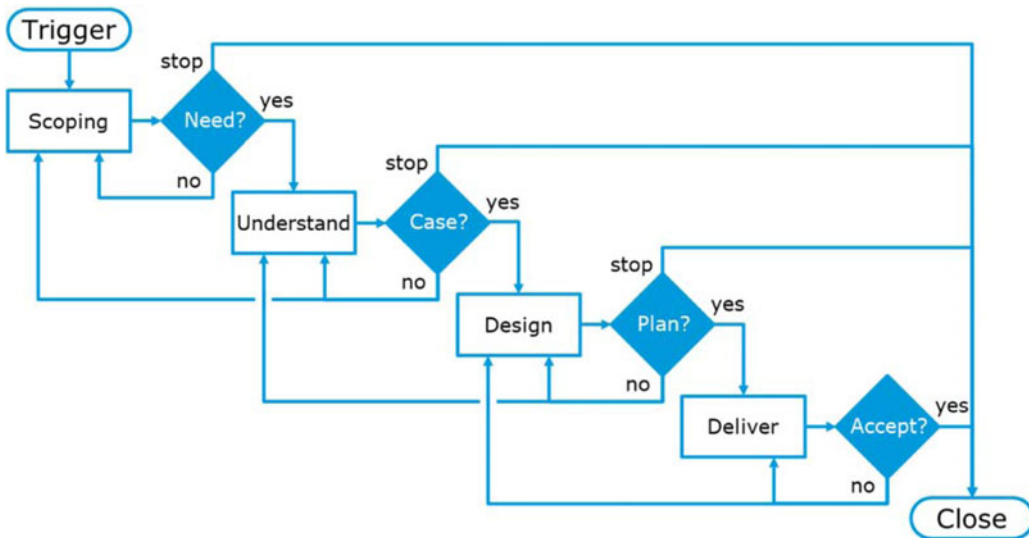 Trigger
stop
Scoping
Need?
yes
no
stop
Understand
Case?
yes
no
stop
Design
Plan?
yes
no
Deliver
Accept?
yes
no
Close